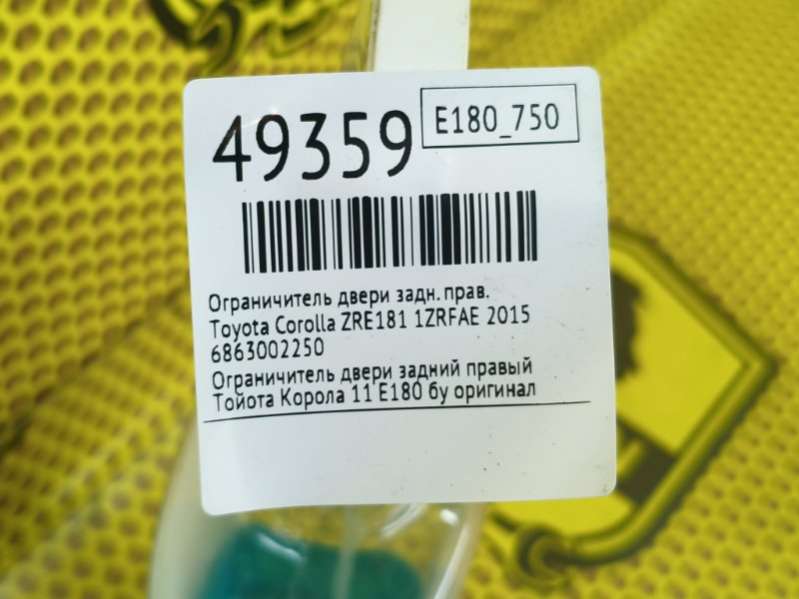 49359
E180_750
Ограничитель двери задн. прав.
Toyota Corolla ZRE181 1ZRFAE 2015
6863002250
Ограничитель двери задний правый
Тойота Корола 11 Е180 бу оригинал